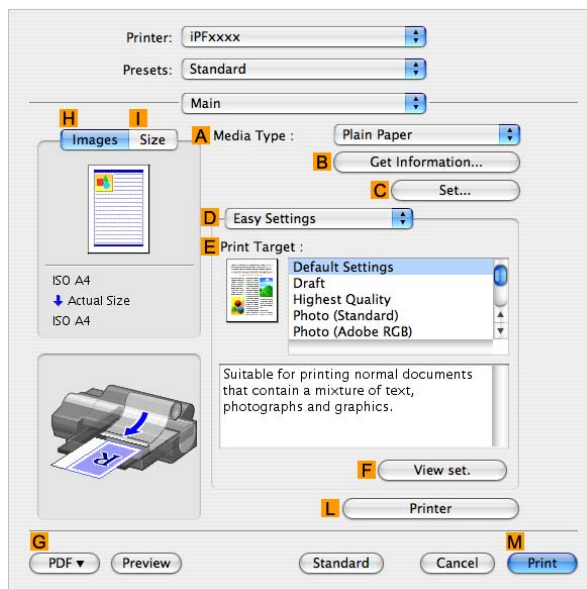 Printer: iPFxxxx
Presets: Standard
Main
H I
Images Size
A Media Type : Plain Paper
B Get Information...
C Set...
D Easy Settings
E Print Target :
Default Settings
Draft
Highest Quality
Photo (Standard)
Photo (Adobe RGB)
ISO A4
Actual Size
ISO A4
Suitable for printing normal documents
that contain a mixture of text,
photographs and graphics.
R
F View set.
L Printer
G M
PDF Preview Standard Cancel Print